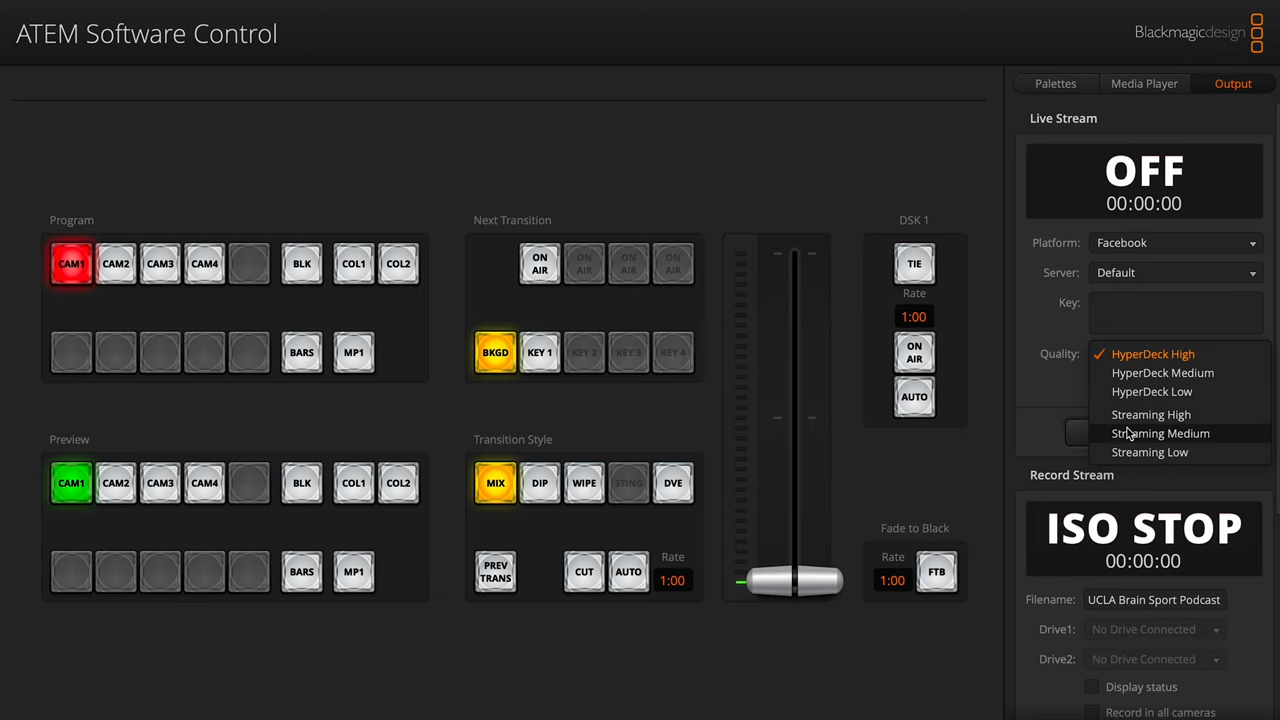 ATEM Software Control
Blackmagicdesign
Palettes
Media Player
Output
Live Stream
OFF
00:00:00
Platform: Facebook
Server: Default
Key:
Quality: ✓ HyperDeck High
HyperDeck Medium
HyperDeck Low
Streaming High
Streaming Medium
Streaming Low
Record Stream
ISO STOP
00:00:00
Filename: UCLA Brain Sport Podcast
Drive1: No Drive Connected
Drive2: No Drive Connected
Display status
Record in all cameras
Program
CAM1 CAM2 CAM3 CAM4 BLK COL1 COL2
BARS MP1
Preview
CAM1 CAM2 CAM3 CAM4 BLK COL1 COL2
BARS MP1
Next Transition
ON AIR ON AIR ON AIR ON AIR
BKGD KEY 1 KEY 2 KEY 3 KEY 4
Transition Style
MIX DIP WIPE STING DVE
PREV TRANS CUT AUTO Rate 1:00
DSK 1
TIE
Rate
1:00
ON AIR
AUTO
Fade to Black
Rate
1:00 FTB